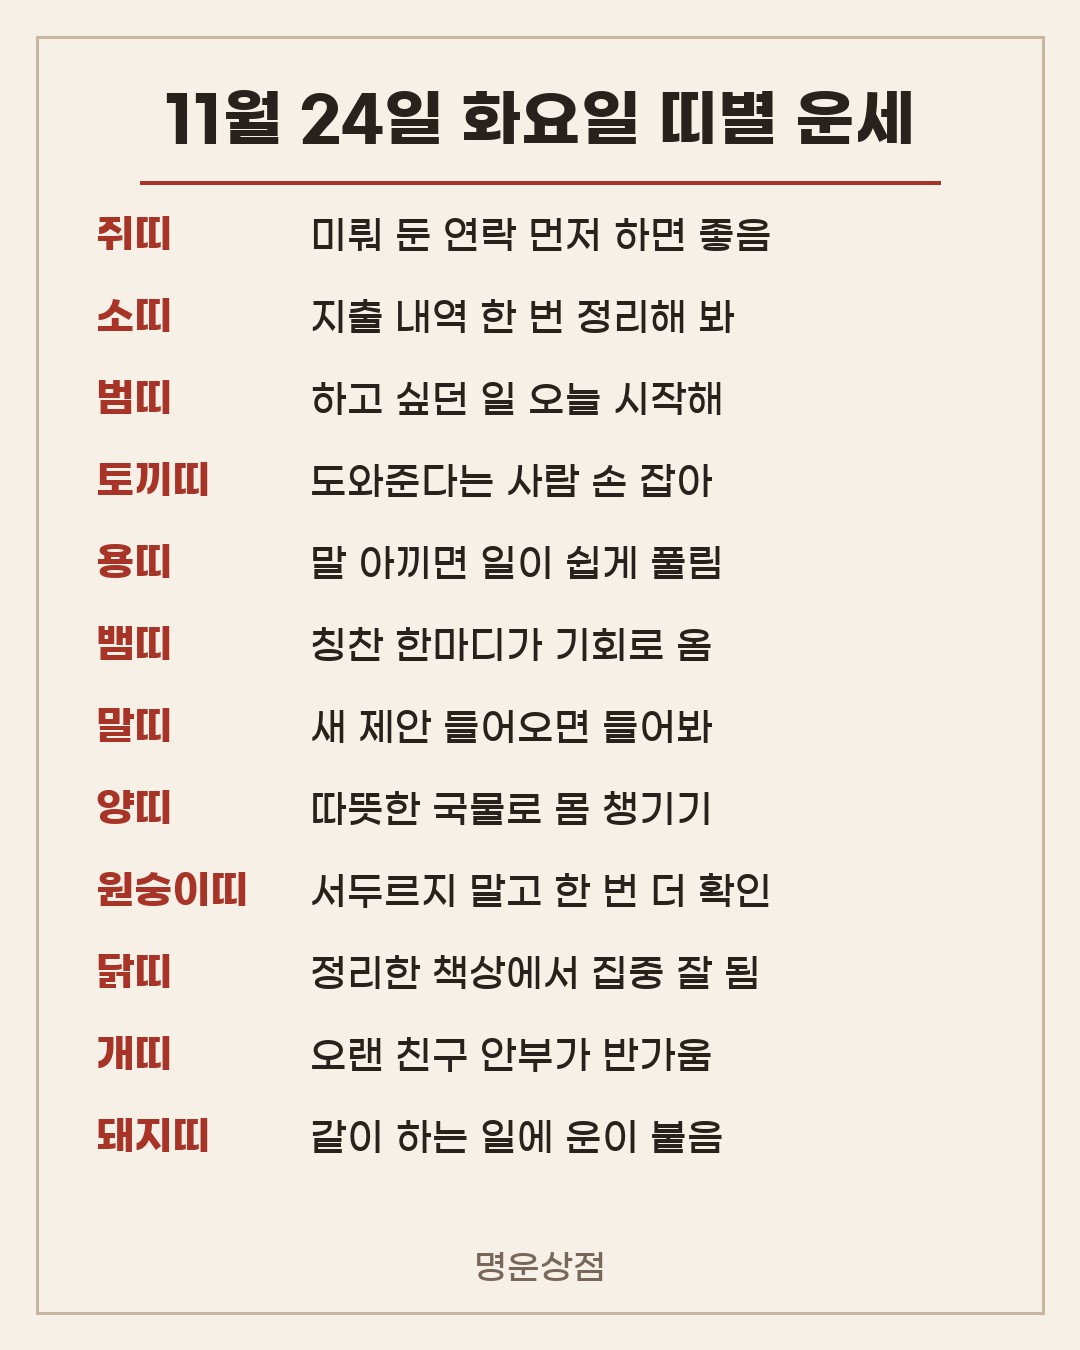 11월 24일 화요일 띠별 운세
쥐띠 미뤄 둔 연락 먼저 하면 좋음
소띠 지출 내역 한 번 정리해 봐
범띠 하고 싶던 일 오늘 시작해
토끼띠 도와준다는 사람 손 잡아
용띠 말 아끼면 일이 쉽게 풀림
뱀띠 칭찬 한마디가 기회로 옴
말띠 새 제안 들어오면 들어봐
양띠 따뜻한 국물로 몸 챙기기
원숭이띠 서두르지 말고 한 번 더 확인
닭띠 정리한 책상에서 집중 잘 됨
개띠 오랜 친구 안부가 반가움
돼지띠 같이 하는 일에 운이 붙음
명운상점